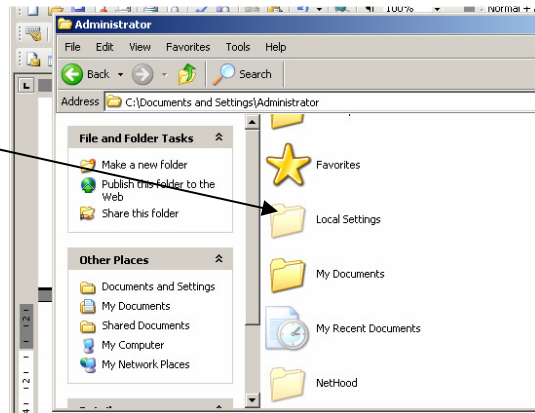 100%
Normal +
Administrator
File Edit View Favorites Tools Help
Back Search
Address C:\Documents and Settings\Administrator
File and Folder Tasks
Make a new folder
Publish this folder to the
Web
Share this folder
Other Places
Documents and Settings
My Documents
Shared Documents
My Computer
My Network Places
Favorites
Local Settings
My Documents
My Recent Documents
NetHood